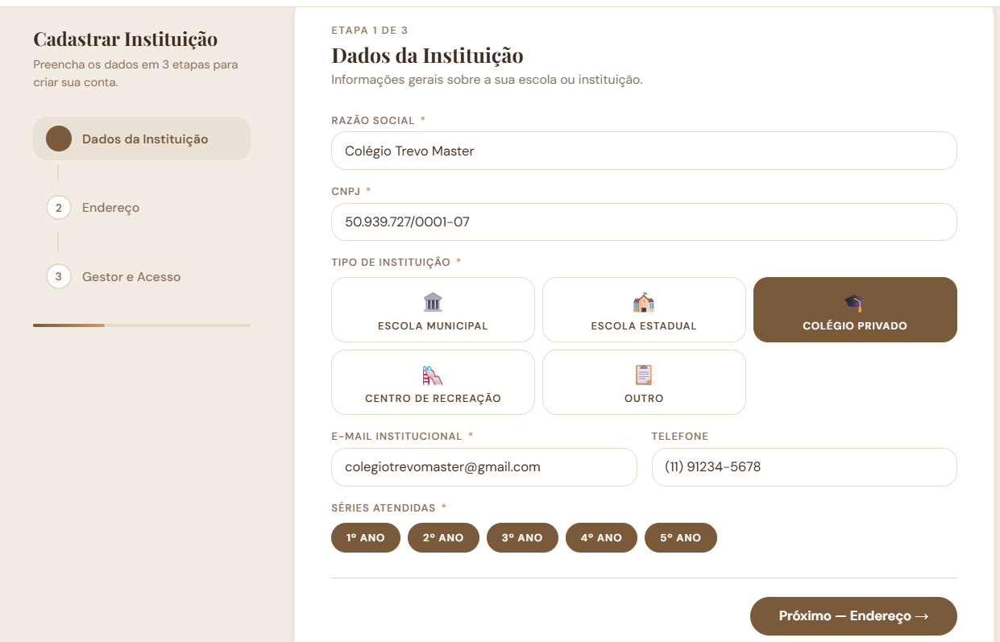 Cadastrar Instituição
Preencha os dados em 3 etapas para
criar sua conta.
Dados da Instituição
2 Endereço
3 Gestor e Acesso
ETAPA 1 DE 3
Dados da Instituição
Informações gerais sobre a sua escola ou instituição.
RAZÃO SOCIAL *
Colégio Trevo Master
CNPJ *
50.939.727/0001-07
TIPO DE INSTITUIÇÃO *
ESCOLA MUNICIPAL
ESCOLA ESTADUAL
COLÉGIO PRIVADO
CENTRO DE RECREAÇÃO
OUTRO
E-MAIL INSTITUCIONAL *
colegiotrevomaster@gmail.com
TELEFONE
(11) 91234-5678
SÉRIES ATENDIDAS *
1º ANO 2º ANO 3º ANO 4º ANO 5º ANO
Próximo — Endereço →